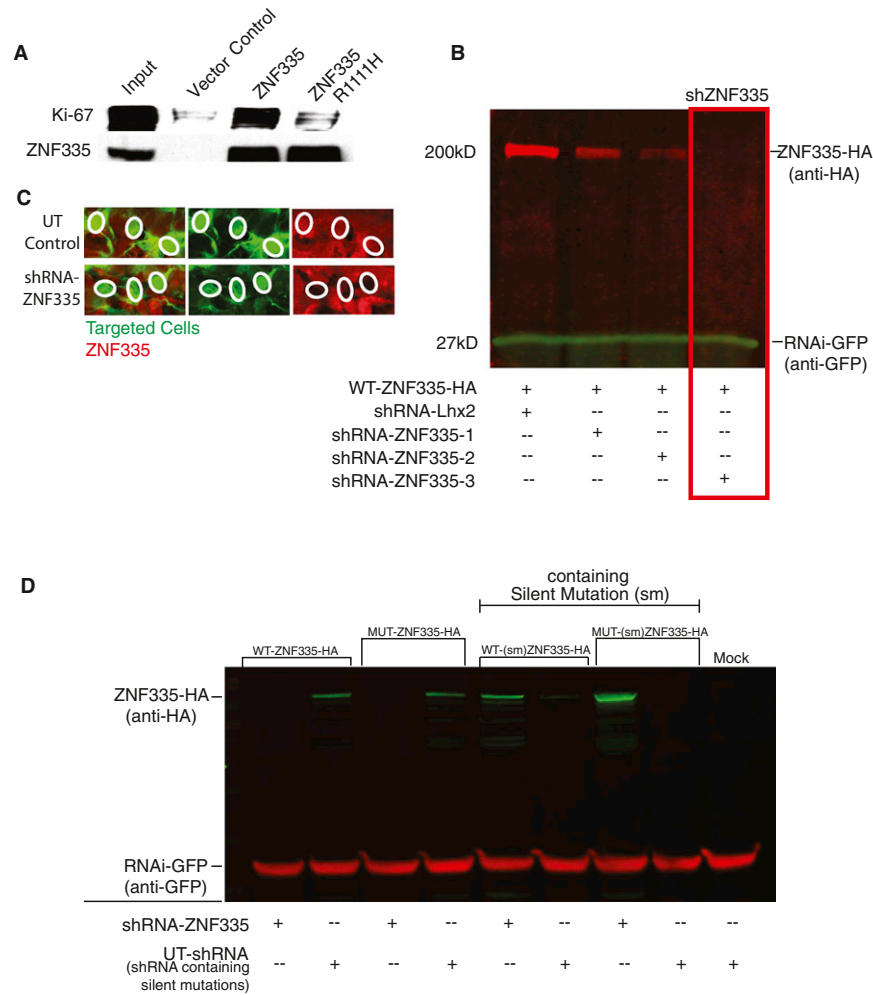 A
Input
Vector Control
ZNF335
ZNF335
R1111H
Ki-67
ZNF335
B
shZNF335
200kD
ZNF335-HA
(anti-HA)
27kD
RNAi-GFP
(anti-GFP)
WT-ZNF335-HA + + + +
shRNA-Lhx2 + -- -- --
shRNA-ZNF335-1 -- + -- --
shRNA-ZNF335-2 -- -- + --
shRNA-ZNF335-3 -- -- -- +
C
UT
Control
shRNA-
ZNF335
Targeted Cells
ZNF335
D
containing
Silent Mutation (sm)
WT-ZNF335-HA
MUT-ZNF335-HA
WT-(sm)ZNF335-HA
MUT-(sm)ZNF335-HA
Mock
ZNF335-HA
(anti-HA)
RNAi-GFP
(anti-GFP)
shRNA-ZNF335 + -- + -- + -- + -- --
UT-shRNA
(shRNA containing
silent mutations)
-- + -- + -- + -- + +